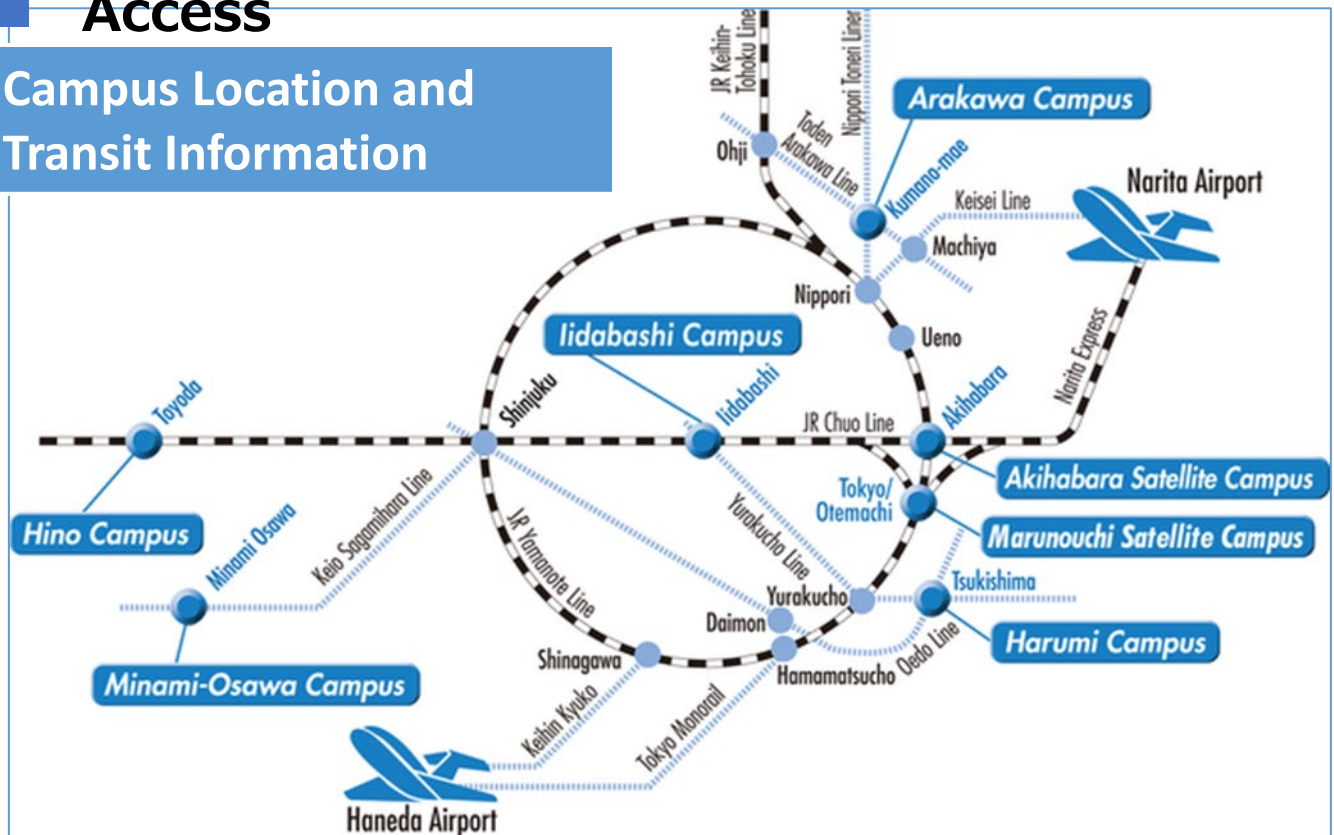 Access
Campus Location and
Transit Information
JR Keihin-
Tohoku Line
Nippori Toneri Liner
Arakawa Campus
Ohji
Toden
Arakawa Line
Kumano-mae
Keisei Line
Narita Airport
Machiya
Nippori
Ueno
Iidabashi Campus
Narita Express
Toyoda
Shinjuku
Iidabashi
JR Chuo Line
Akihabara
Akihabara Satellite Campus
Tokyo/
Otemachi
Marunouchi Satellite Campus
Hino Campus
Minami Osawa
Keio Sagamihara Line
JR Yamanote Line
Yurakucho Line
Yurakucho
Tsukishima
Daimon
Harumi Campus
Shinagawa
Hamamatsucho
Oedo Line
Minami-Osawa Campus
Keihin Kyuko
Tokyo Monorail
Haneda Airport